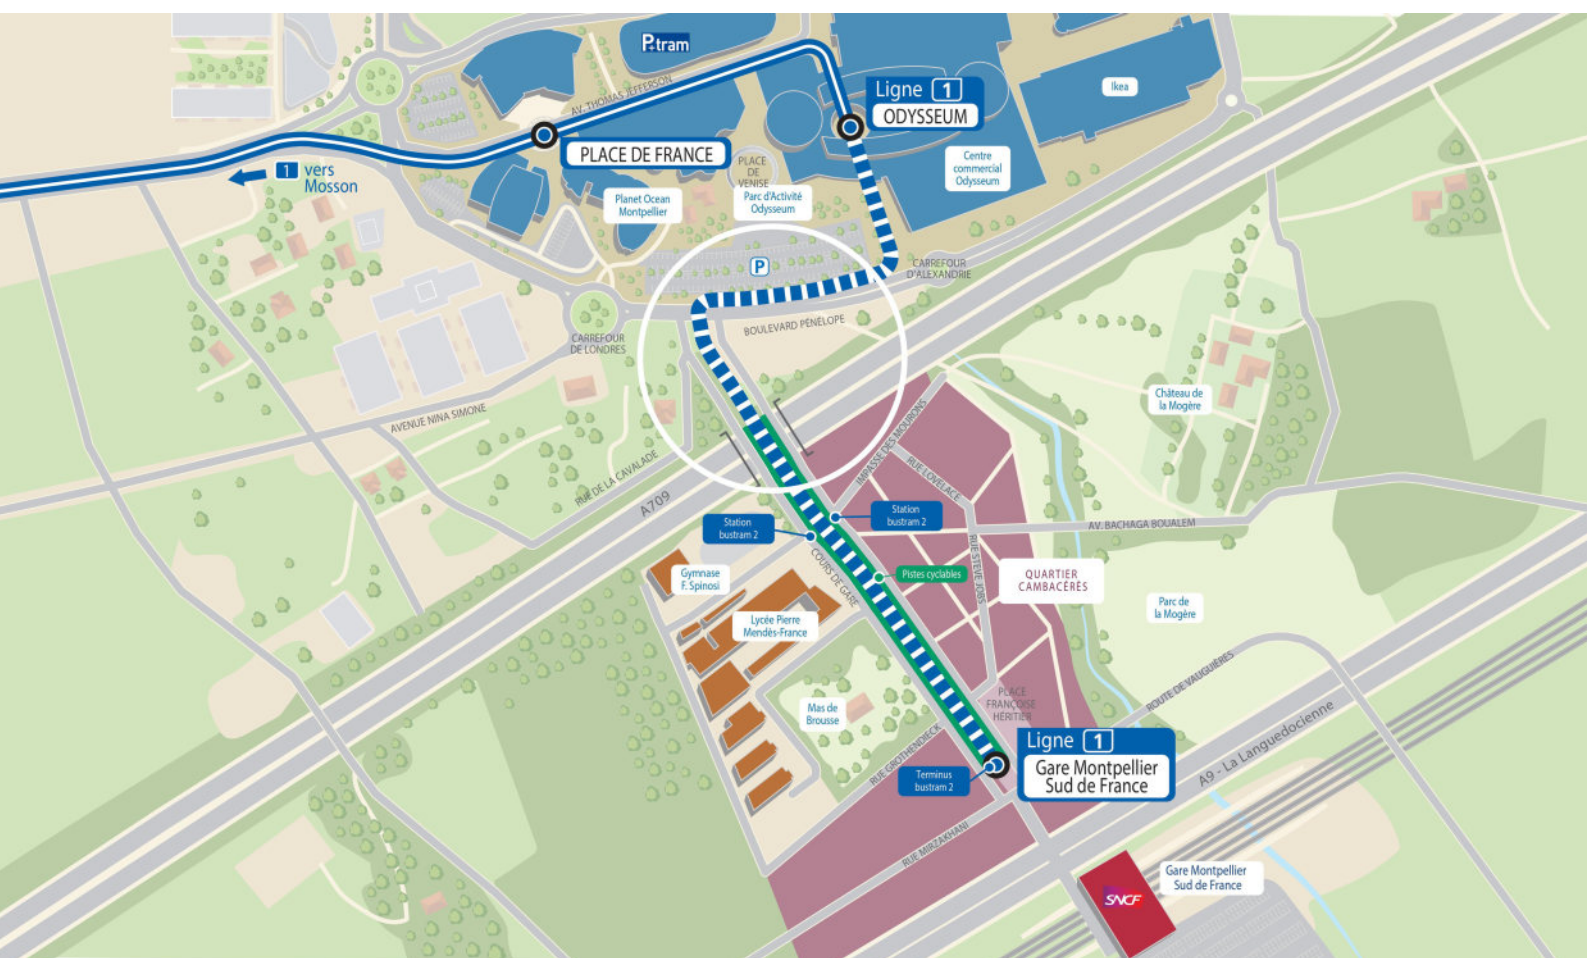 P+tram
AV. THOMAS JEFFERSON
Ligne 1
ODYSSEUM
Ikea
PLACE DE FRANCE
1 vers
Mosson
PLACE
DE
VENISE
Centre
commercial
Odysseum
Planet Ocean
Montpellier
Parc d'Activité
Odysseum
P
CARREFOUR
D'ALEXANDRIE
BOULEVARD PÉNÉLOPE
CARREFOUR
DE LONDRES
AVENUE NINA SIMONE
RUE DE LA CAVALADE
A709
IMPASSE DES MOURONS
RUE LOVELACE
Château de
la Mogère
Station
bustram 2
Station
bustram 2
AV. BACHAGA BOUALEM
RUE STEVE JOBS
COURS DE GARE
Pistes cyclables
QUARTIER
CAMBACÉRÈS
Gymnase
F. Spinosi
Lycée Pierre
Mendès-France
Parc de
la Mogère
Mas de
Brousse
PLACE
FRANÇOISE
HÉRITIER
ROUTE DE VAUGUIÈRES
RUE GROTHENDIECK
Ligne 1
Gare Montpellier
Sud de France
Terminus
bustram 2
A9 - La Languedocienne
RUE MIRZAKHANI
SNCF
Gare Montpellier
Sud de France